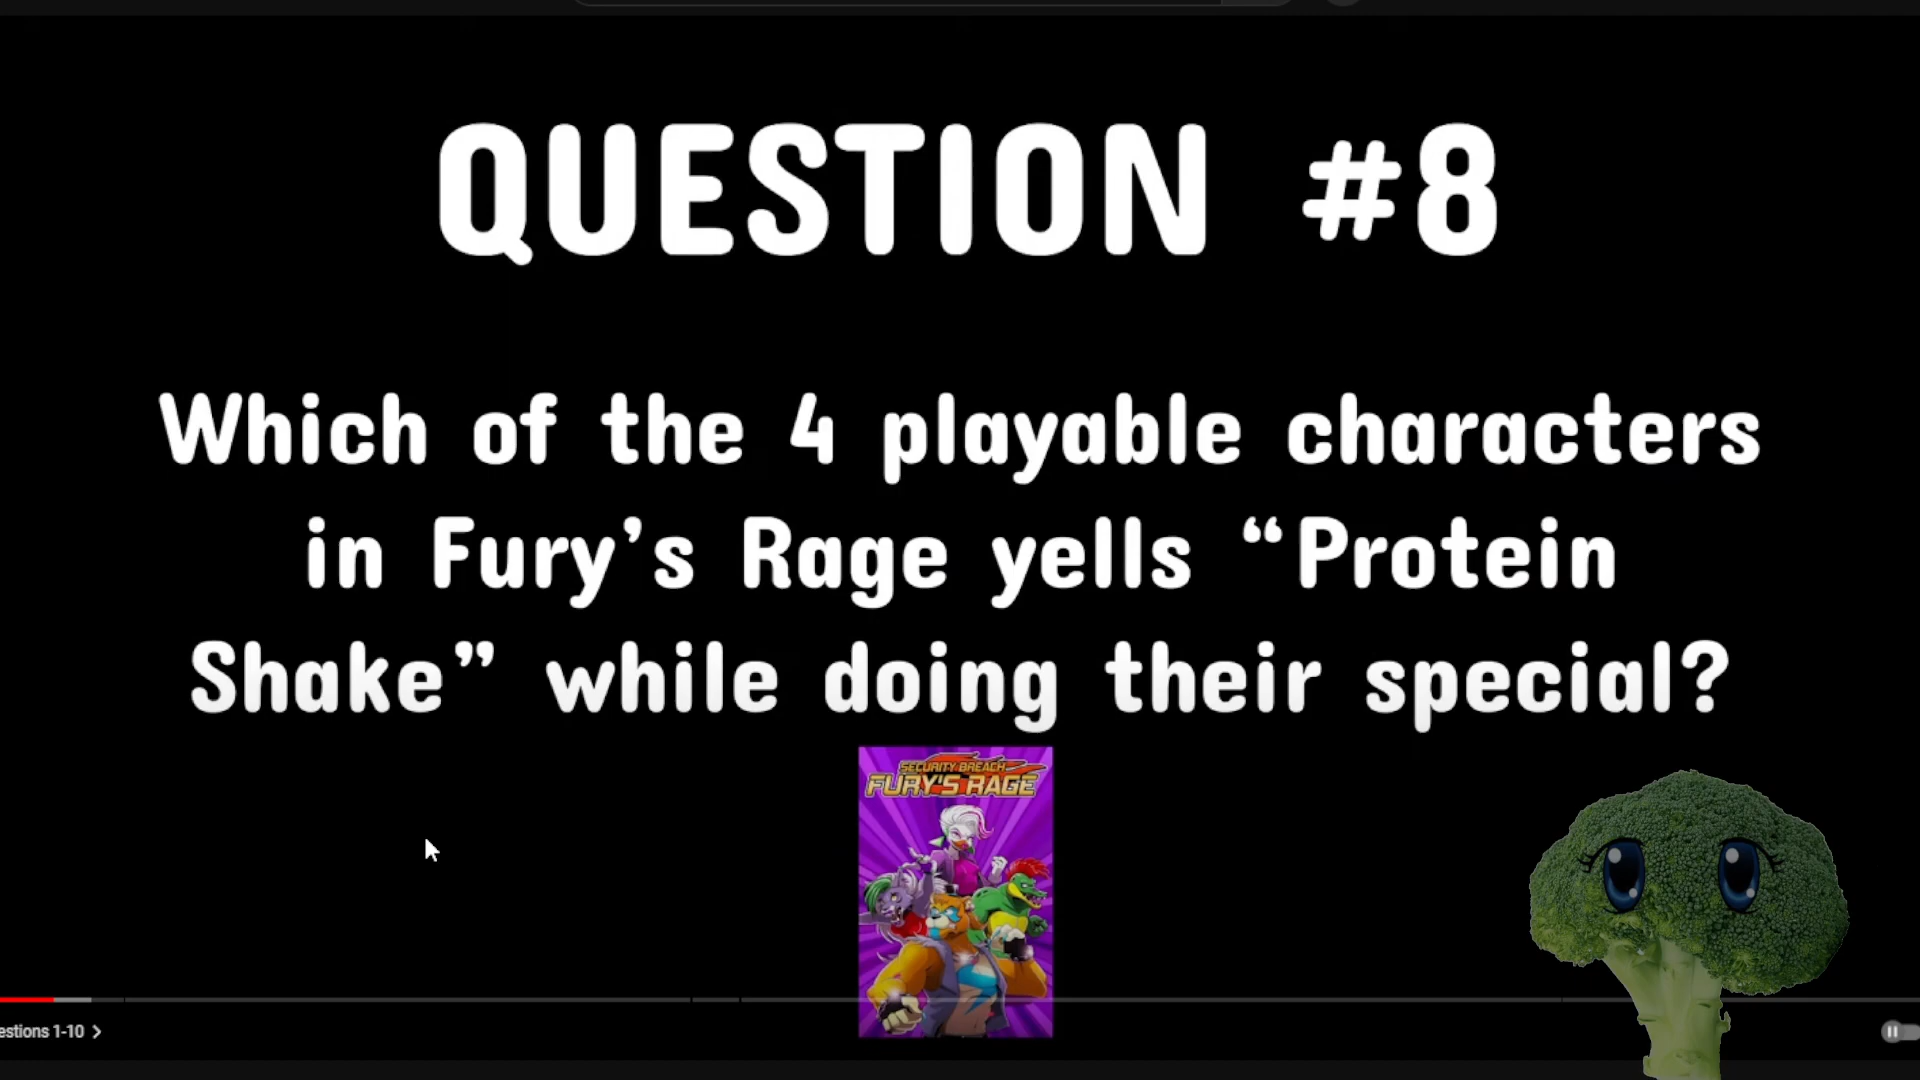 QUESTION #8
Which of the 4 playable characters
in Fury’s Rage yells “Protein
Shake” while doing their special?
SECURITY BREACH
FURY'S RAGE
estions 1-10